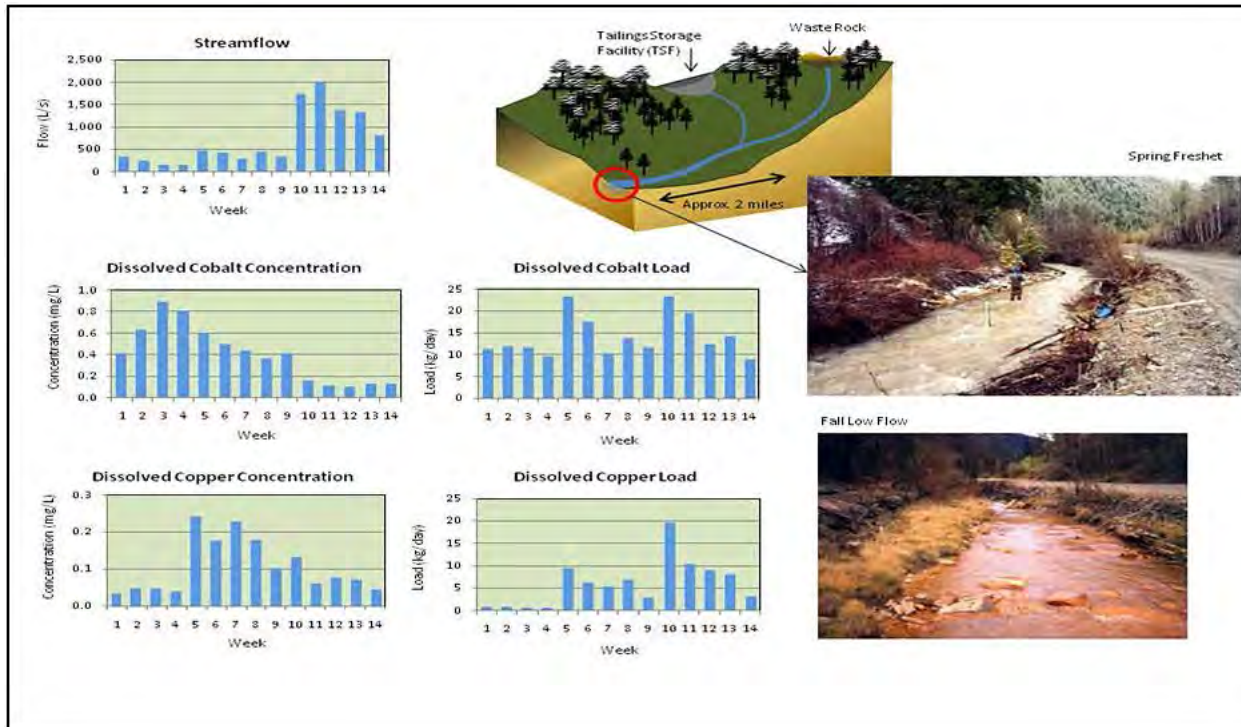 Streamflow
2,500
2,000
1,500
1,000
500
0
Flow (L/s)
1 2 3 4 5 6 7 8 9 10 11 12 13 14
Week
Tailings Storage
Facility (TSF)
Waste Rock
Approx. 2 miles
Spring Freshet
Dissolved Cobalt Concentration
1.0
0.8
0.6
0.4
0.2
0.0
Concentration (mg/L)
1 2 3 4 5 6 7 8 9 10 11 12 13 14
Week
Dissolved Cobalt Load
25
20
15
10
5
0
Load (kg/day)
1 2 3 4 5 6 7 8 9 10 11 12 13 14
Week
Fall Low Flow
Dissolved Copper Concentration
0.3
0.2
0.1
0.0
Concentration (mg/L)
1 2 3 4 5 6 7 8 9 10 11 12 13 14
Week
Dissolved Copper Load
25
20
15
10
5
0
Load (kg/day)
1 2 3 4 5 6 7 8 9 10 11 12 13 14
Week